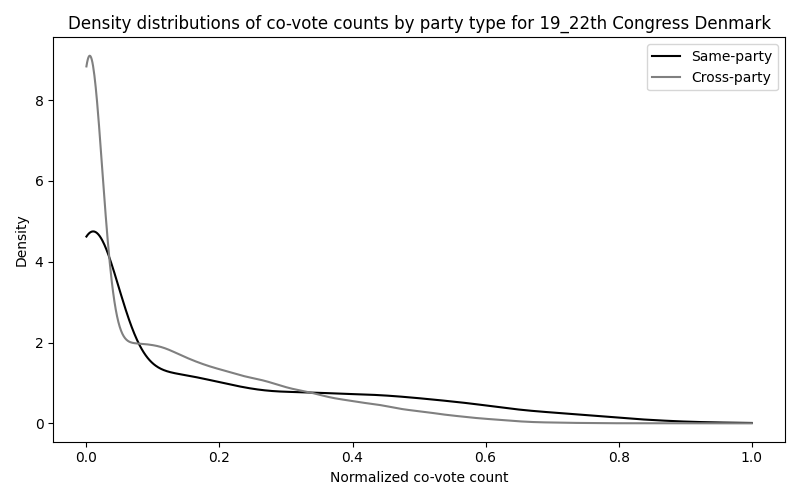 Density distributions of co-vote counts by party type for 19_22th Congress Denmark
Same-party
Cross-party
Density
8
6
4
2
0
0.0 0.2 0.4 0.6 0.8 1.0
Normalized co-vote count